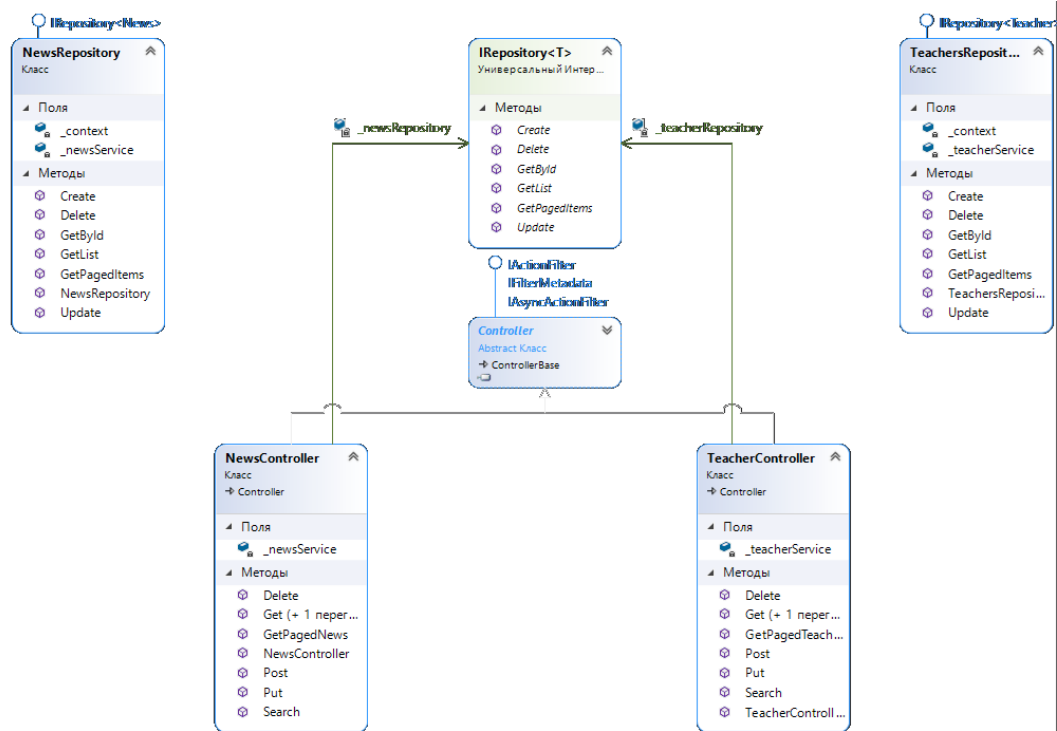 IRepository<News>
NewsRepository
Класс
Поля
_context
_newsService
Методы
Create
Delete
GetById
GetList
GetPagedItems
NewsRepository
Update
_newsRepository
IRepository<T>
Универсальный Интер...
Методы
Create
Delete
GetById
GetList
GetPagedItems
Update
_teacherRepository
IRepository<Teacher>
TeachersReposit...
Класс
Поля
_context
_teacherService
Методы
Create
Delete
GetById
GetList
GetPagedItems
TeachersReposi...
Update
IActionFilter
IFilterMetadata
IAsyncActionFilter
Controller
Abstract Класс
ControllerBase
NewsController
Класс
Controller
Поля
_newsService
Методы
Delete
Get (+ 1 перег...
GetPagedNews
NewsController
Post
Put
Search
TeacherController
Класс
Controller
Поля
_teacherService
Методы
Delete
Get (+ 1 перег...
GetPagedTeach...
Post
Put
Search
TeacherControll...